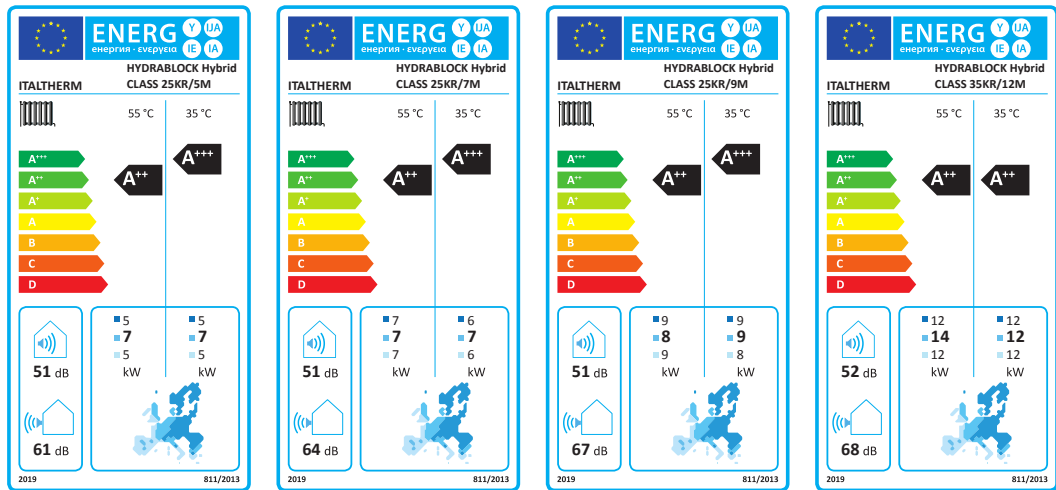 ENERG Y IJA
енергия · ενεργεια IE IA
HYDRABLOCK Hybrid
ITALTHERM CLASS 25KR/5M
55 °C 35 °C
A+++
A+++
A++ A++
A+
A
B
C
D
5 5
7 7
5 5
51 dB kW kW
61 dB
2019 811/2013
ENERG Y IJA
енергия · ενεργεια IE IA
HYDRABLOCK Hybrid
ITALTHERM CLASS 25KR/7M
55 °C 35 °C
A+++
A+++
A++ A++
A+
A
B
C
D
7 6
7 7
7 6
51 dB kW kW
64 dB
2019 811/2013
ENERG Y IJA
енергия · ενεργεια IE IA
HYDRABLOCK Hybrid
ITALTHERM CLASS 25KR/9M
55 °C 35 °C
A+++
A+++
A++ A++
A+
A
B
C
D
9 9
8 9
9 8
51 dB kW kW
67 dB
2019 811/2013
ENERG Y IJA
енергия · ενεργεια IE IA
HYDRABLOCK Hybrid
ITALTHERM CLASS 35KR/12M
55 °C 35 °C
A+++
A++ A++ A++
A+
A
B
C
D
12 12
14 12
12 12
52 dB kW kW
68 dB
2019 811/2013